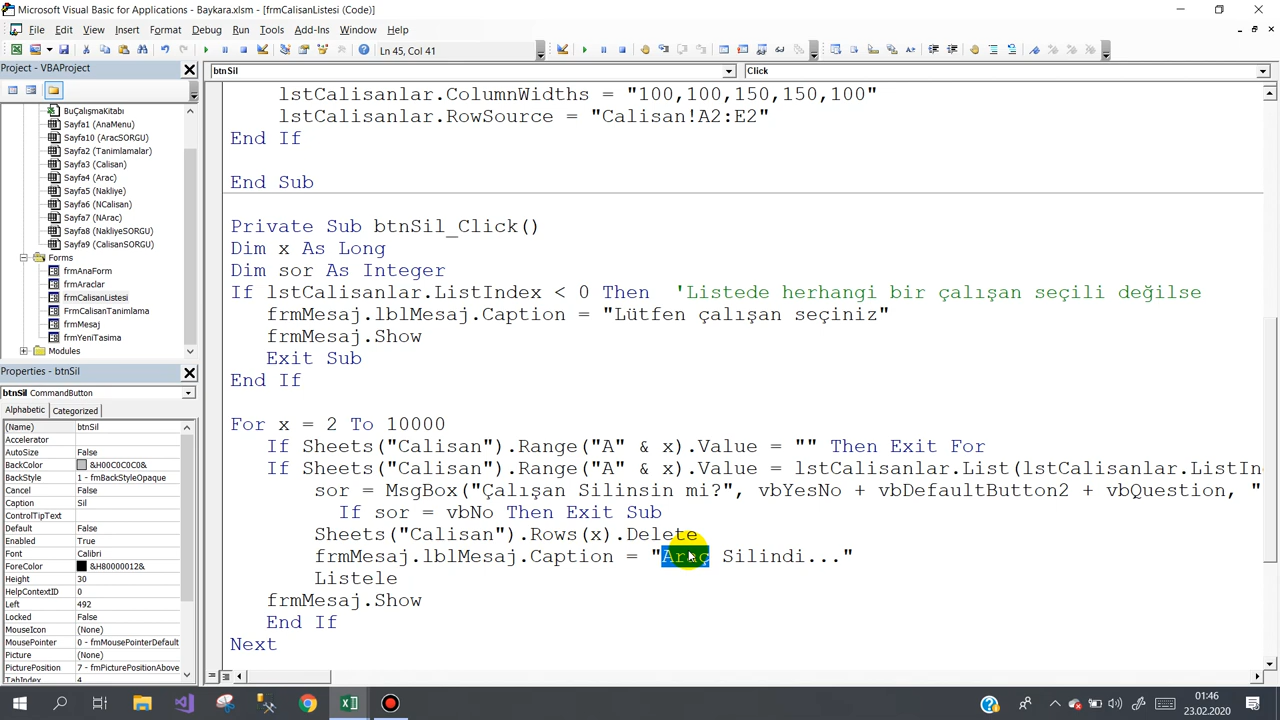 Microsoft Visual Basic for Applications - Baykara.xlsm - [frmCalisanListesi (Code)]
File Edit View Insert Format Debug Run Tools Add-Ins Window Help
Ln 45, Col 41
Project - VBAProject
BuÇalışmaKitabı
Sayfa1 (AnaMenu)
Sayfa10 (AracSORGU)
Sayfa2 (Tanimlamalar)
Sayfa3 (Calisan)
Sayfa4 (Arac)
Sayfa5 (Nakliye)
Sayfa6 (NCalisan)
Sayfa7 (NArac)
Sayfa8 (NakliyeSORGU)
Sayfa9 (CalisanSORGU)
Forms
frmAnaForm
frmAraclar
frmCalisanListesi
FrmCalisanTanimlama
frmMesaj
frmYeniTasima
Modules
Properties - btnSil
btnSil CommandButton
Alphabetic Categorized
(Name) btnSil
Accelerator
AutoSize False
BackColor &H00C0C0C0&
BackStyle 1 - fmBackStyleOpaque
Cancel False
Caption Sil
ControlTipText
Default False
Enabled True
Font Calibri
ForeColor &H80000012&
Height 30
HelpContextID 0
Left 492
Locked False
MouseIcon (None)
MousePointer 0 - fmMousePointerDefault
Picture (None)
PicturePosition 7 - fmPicturePositionAbove
TabIndex 4
btnSil Click
lstCalisanlar.ColumnWidths = "100,100,150,150,100"
lstCalisanlar.RowSource = "Calisan!A2:E2"
End If
End Sub
Private Sub btnSil_Click()
Dim x As Long
Dim sor As Integer
If lstCalisanlar.ListIndex < 0 Then 'Listede herhangi bir çalışan seçili değilse
frmMesaj.lblMesaj.Caption = "Lütfen çalışan seçiniz"
frmMesaj.Show
Exit Sub
End If
For x = 2 To 10000
If Sheets("Calisan").Range("A" & x).Value = "" Then Exit For
If Sheets("Calisan").Range("A" & x).Value = lstCalisanlar.List(lstCalisanlar.ListIn
sor = MsgBox("Çalışan Silinsin mi?", vbYesNo + vbDefaultButton2 + vbQuestion, "
If sor = vbNo Then Exit Sub
Sheets("Calisan").Rows(x).Delete
frmMesaj.lblMesaj.Caption = "Araç Silindi..."
Listele
frmMesaj.Show
End If
Next
01:46
23.02.2020